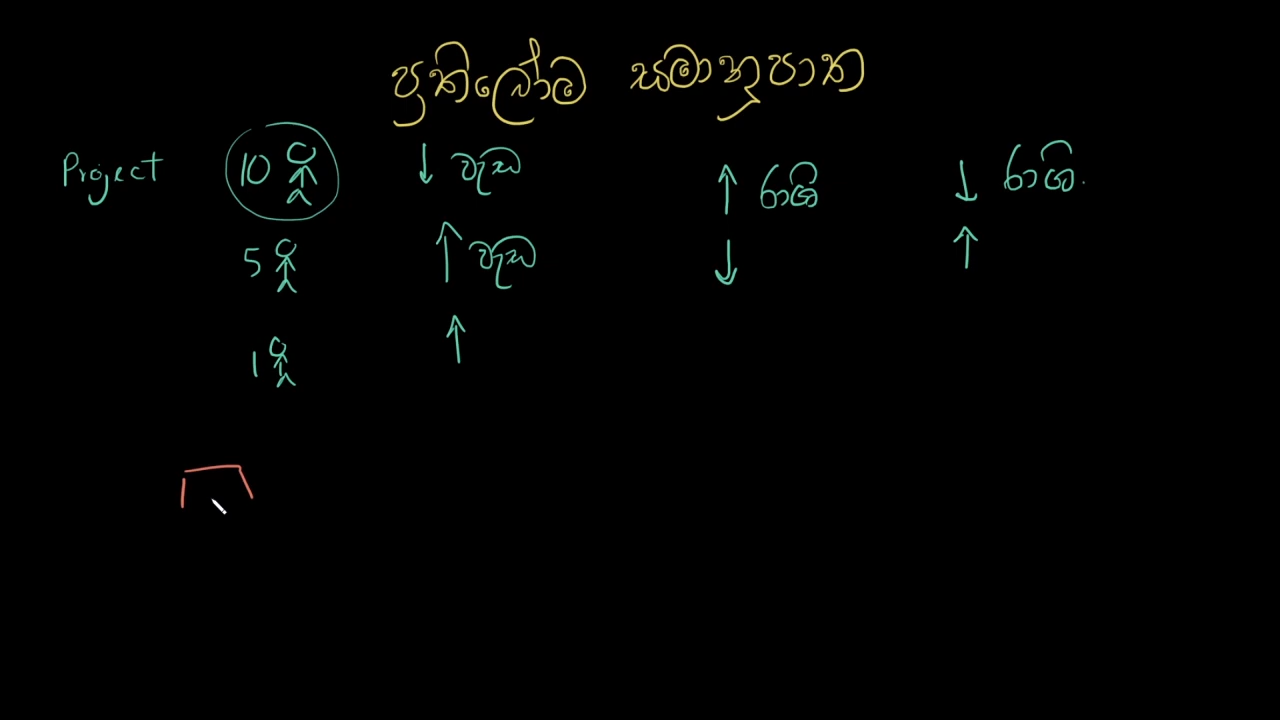 ප්‍රතිලෝම සමානුපාත
Project 10 ↓ වැඩ ↑ රාශි ↓ රාශි.
5 ↑ වැඩ ↓ ↑
1 ↑